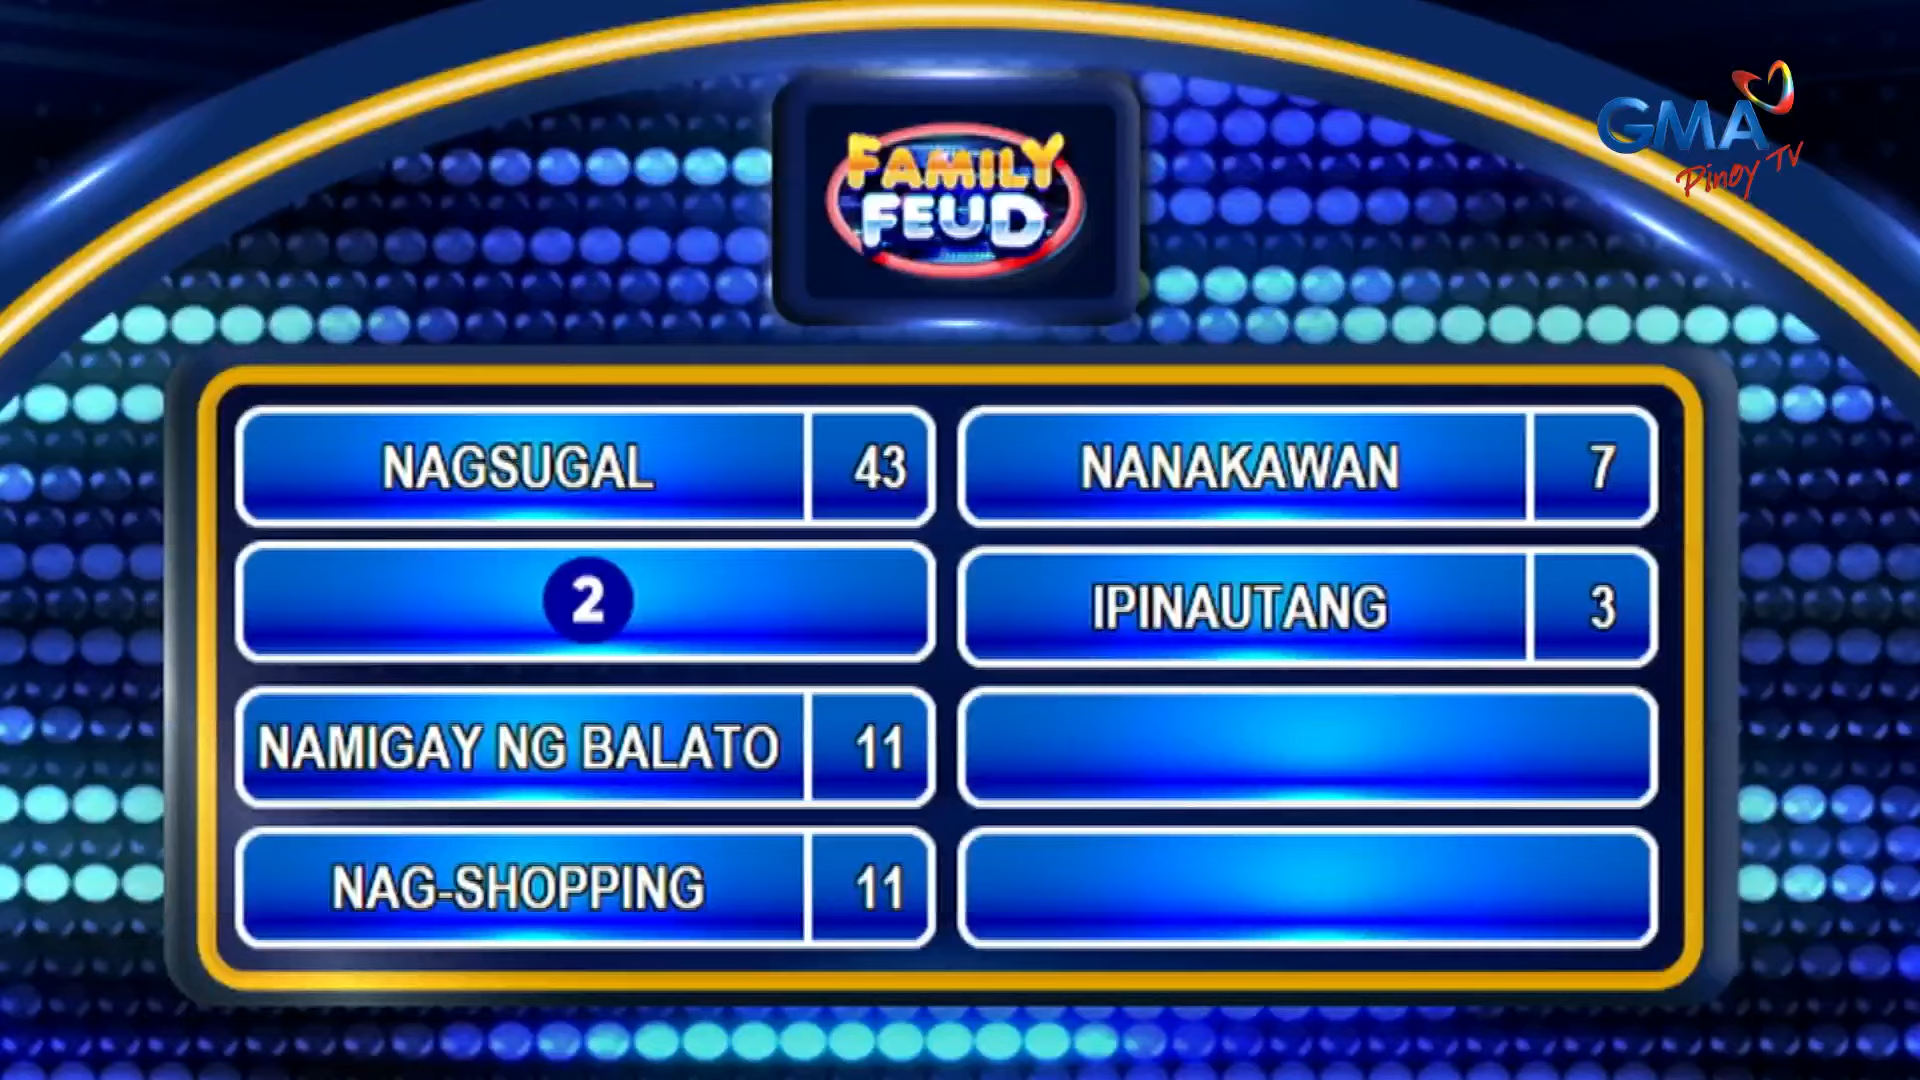 FAMILY
FEUD
GMA
Pinoy TV
NAGSUGAL 43
2
NAMIGAY NG BALATO 11
NAG-SHOPPING 11
NANAKAWAN 7
IPINAUTANG 3